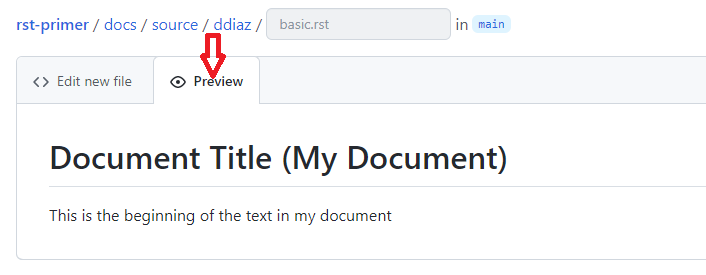 rst-primer / docs / source / ddiaz / basic.rst in main
<> Edit new file Preview
Document Title (My Document)
This is the beginning of the text in my document